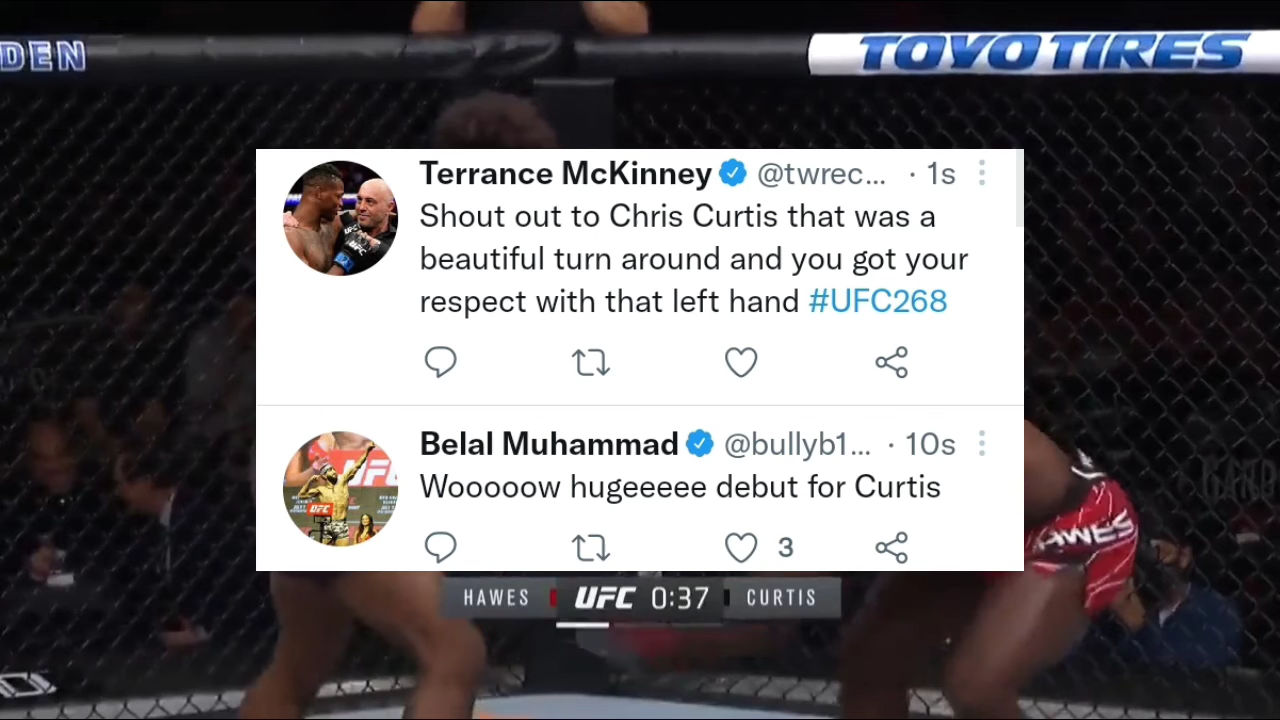 DEN
TOYO TIRES
Terrance McKinney @twrec... · 1s
Shout out to Chris Curtis that was a
beautiful turn around and you got your
respect with that left hand #UFC268
Belal Muhammad @bullyb1... · 10s
Wooooow hugeeeee debut for Curtis
3
HAWES UFC 0:37 CURTIS